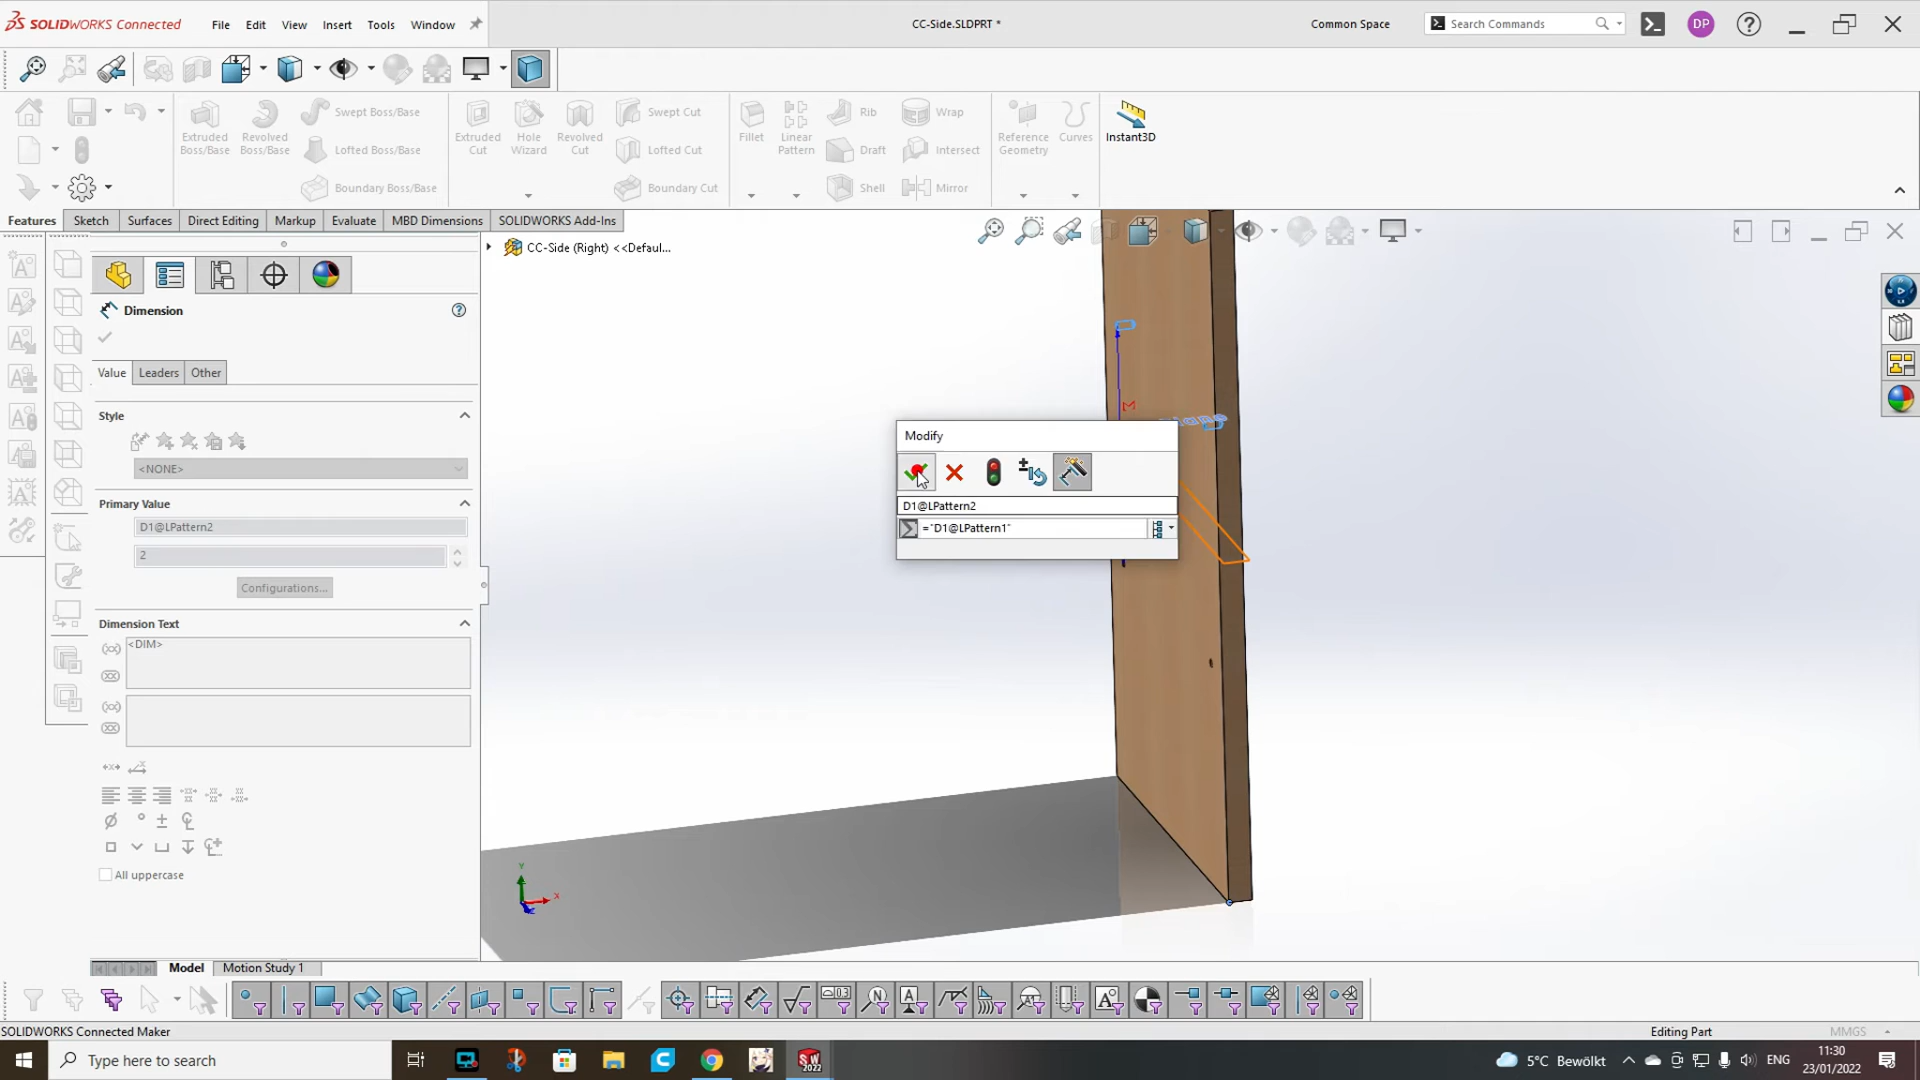 SOLIDWORKS Connected
File Edit View Insert Tools Window
CC-Side.SLDPRT *
Common Space
Search Commands
DP
Extruded Boss/Base
Revolved Boss/Base
Swept Boss/Base
Lofted Boss/Base
Boundary Boss/Base
Extruded Cut
Hole Wizard
Revolved Cut
Swept Cut
Lofted Cut
Boundary Cut
Fillet
Linear Pattern
Rib
Draft
Shell
Wrap
Intersect
Mirror
Reference Geometry
Curves
Instant3D
Features Sketch Surfaces Direct Editing Markup Evaluate MBD Dimensions SOLIDWORKS Add-Ins
CC-Side (Right) <<Defaul...
Dimension
Value Leaders Other
Style
<NONE>
Primary Value
D1@LPattern2
2
Configurations...
Dimension Text
<DIM>
All uppercase
Modify
D1@LPattern2
="D1@LPattern1"
Y
X
Model Motion Study 1
SOLIDWORKS Connected Maker
Editing Part
MMGS
Type here to search
SW 2022
5°C Bewölkt
ENG
11:30
23/01/2022